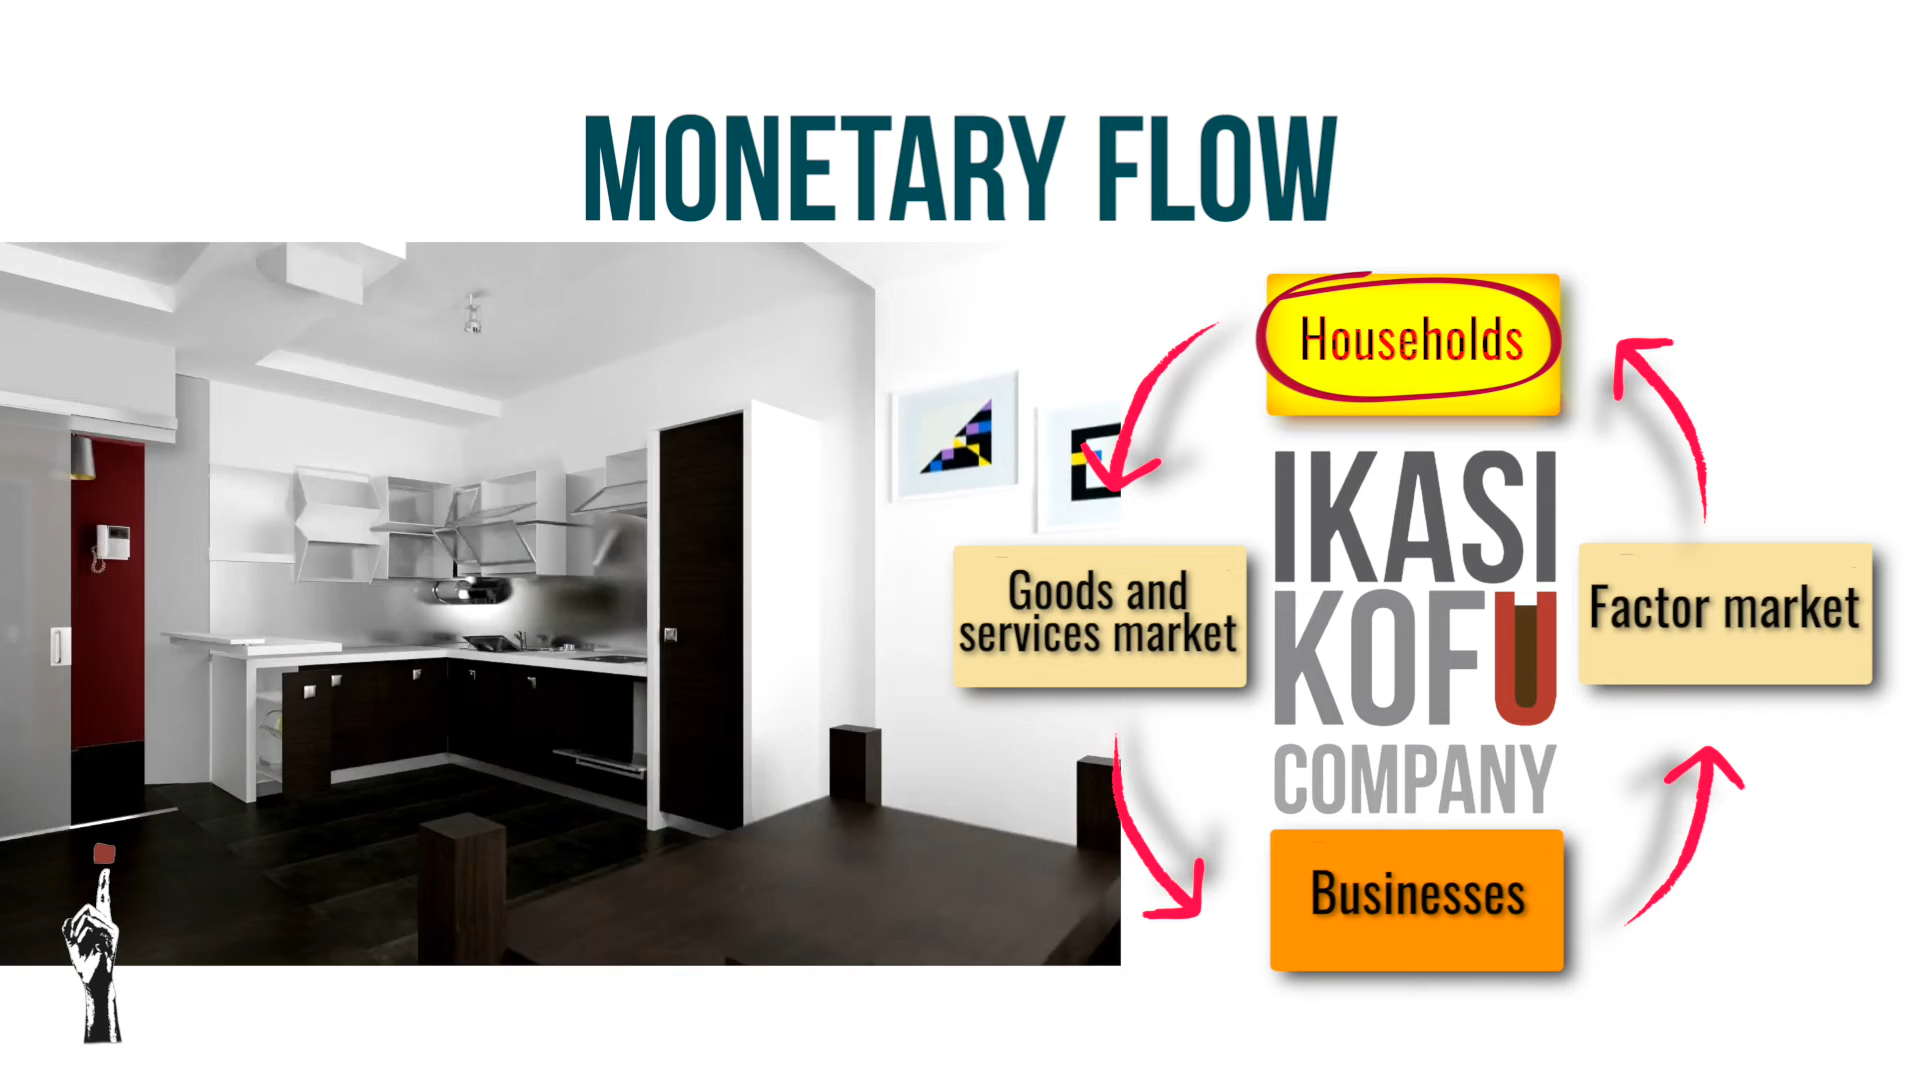 MONETARY FLOW
Households
IKASI
KOFU
COMPANY
Goods and
services market
Factor market
Businesses